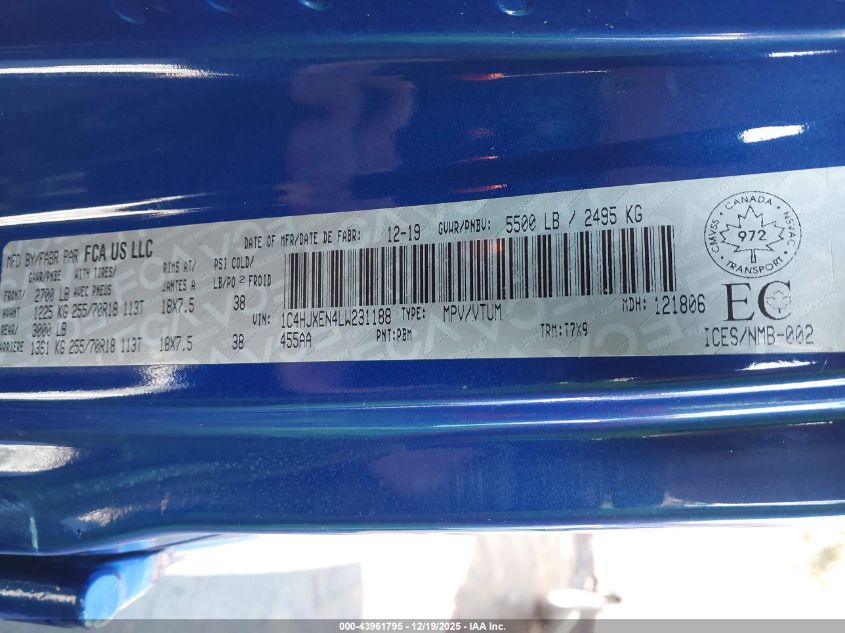 MFD BY/FABR PAR FCA US LLC DATE OF MFR/DATE DE FABR: 12-19 GVWR/PNBV: 5500 LB / 2495 KG
GAWR/PNBE WITH TIRES/ RIMS AT/ PSI COLD/
FRONT/ 2700 LB AVEC PNEUS JANTES A LB/PO2 FROID
AVANT 1225 KG 255/70R18 113T 18X7.5 38
REAR/ 3000 LB
ARRIERE 1361 KG 255/70R18 113T 18X7.5 38
VIN: 1C4HJXEN4LW231188 TYPE: MPV/VTUM MDH: 121806
455AA PNT: PBM TRM: T7X9
CMVSS CANADA NSVAC
972
TRANSPORT
EC
ICES/NMB-002
000-43961795 - 12/19/2025 - IAA Inc.